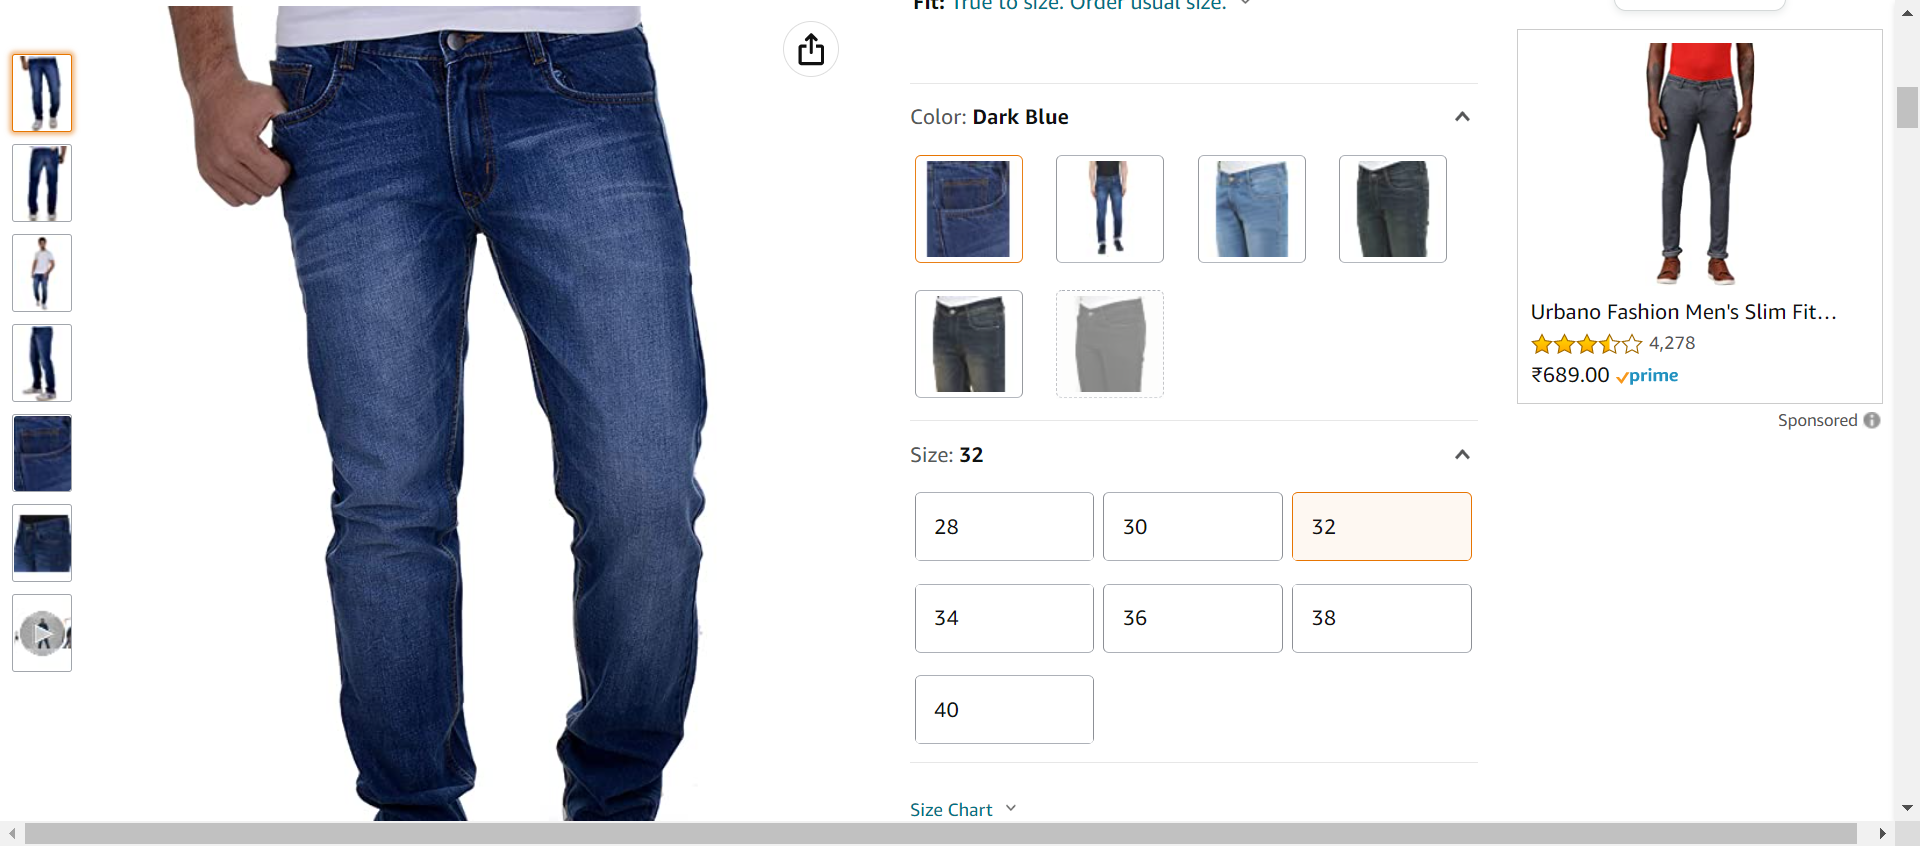 Fit: True to size. Order usual size.
Color: Dark Blue
Size: 32
28
30
32
34
36
38
40
Size Chart
Urbano Fashion Men's Slim Fit...
4,278
₹689.00 prime
Sponsored